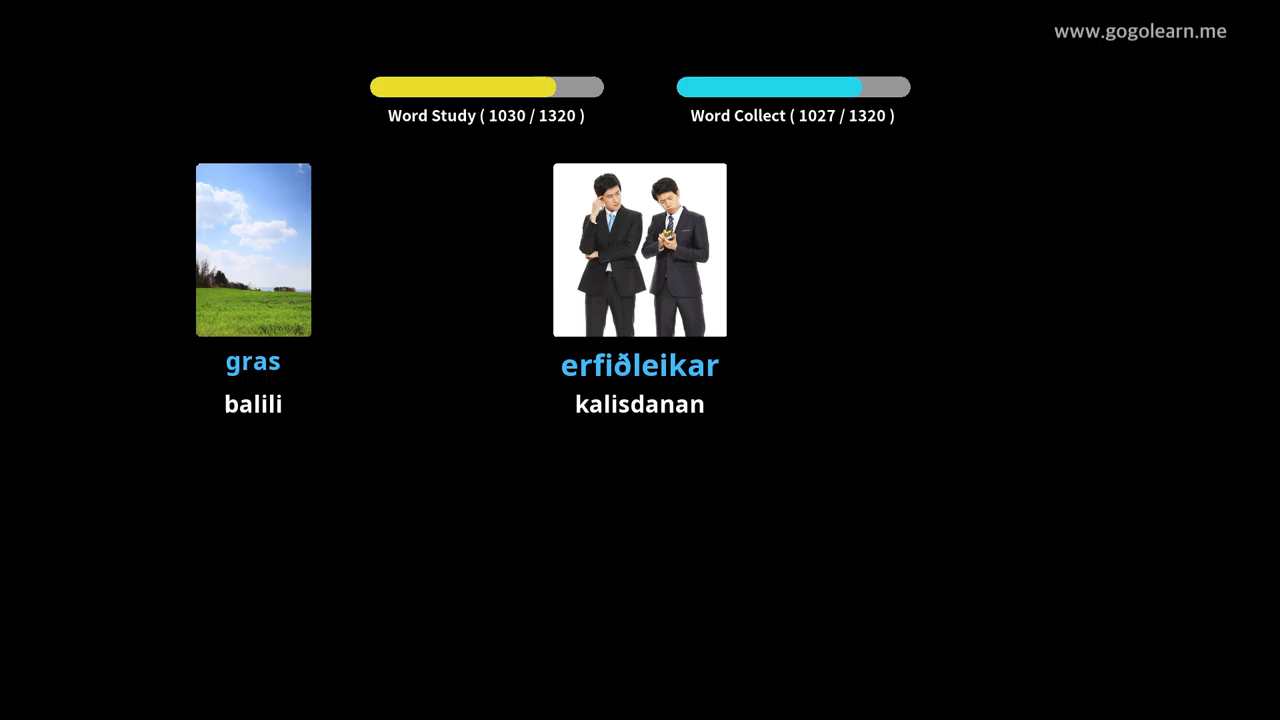 www.gogolearn.me
Word Study ( 1030 / 1320 )
Word Collect ( 1027 / 1320 )
gras
balili
erfiðleikar
kalisdanan